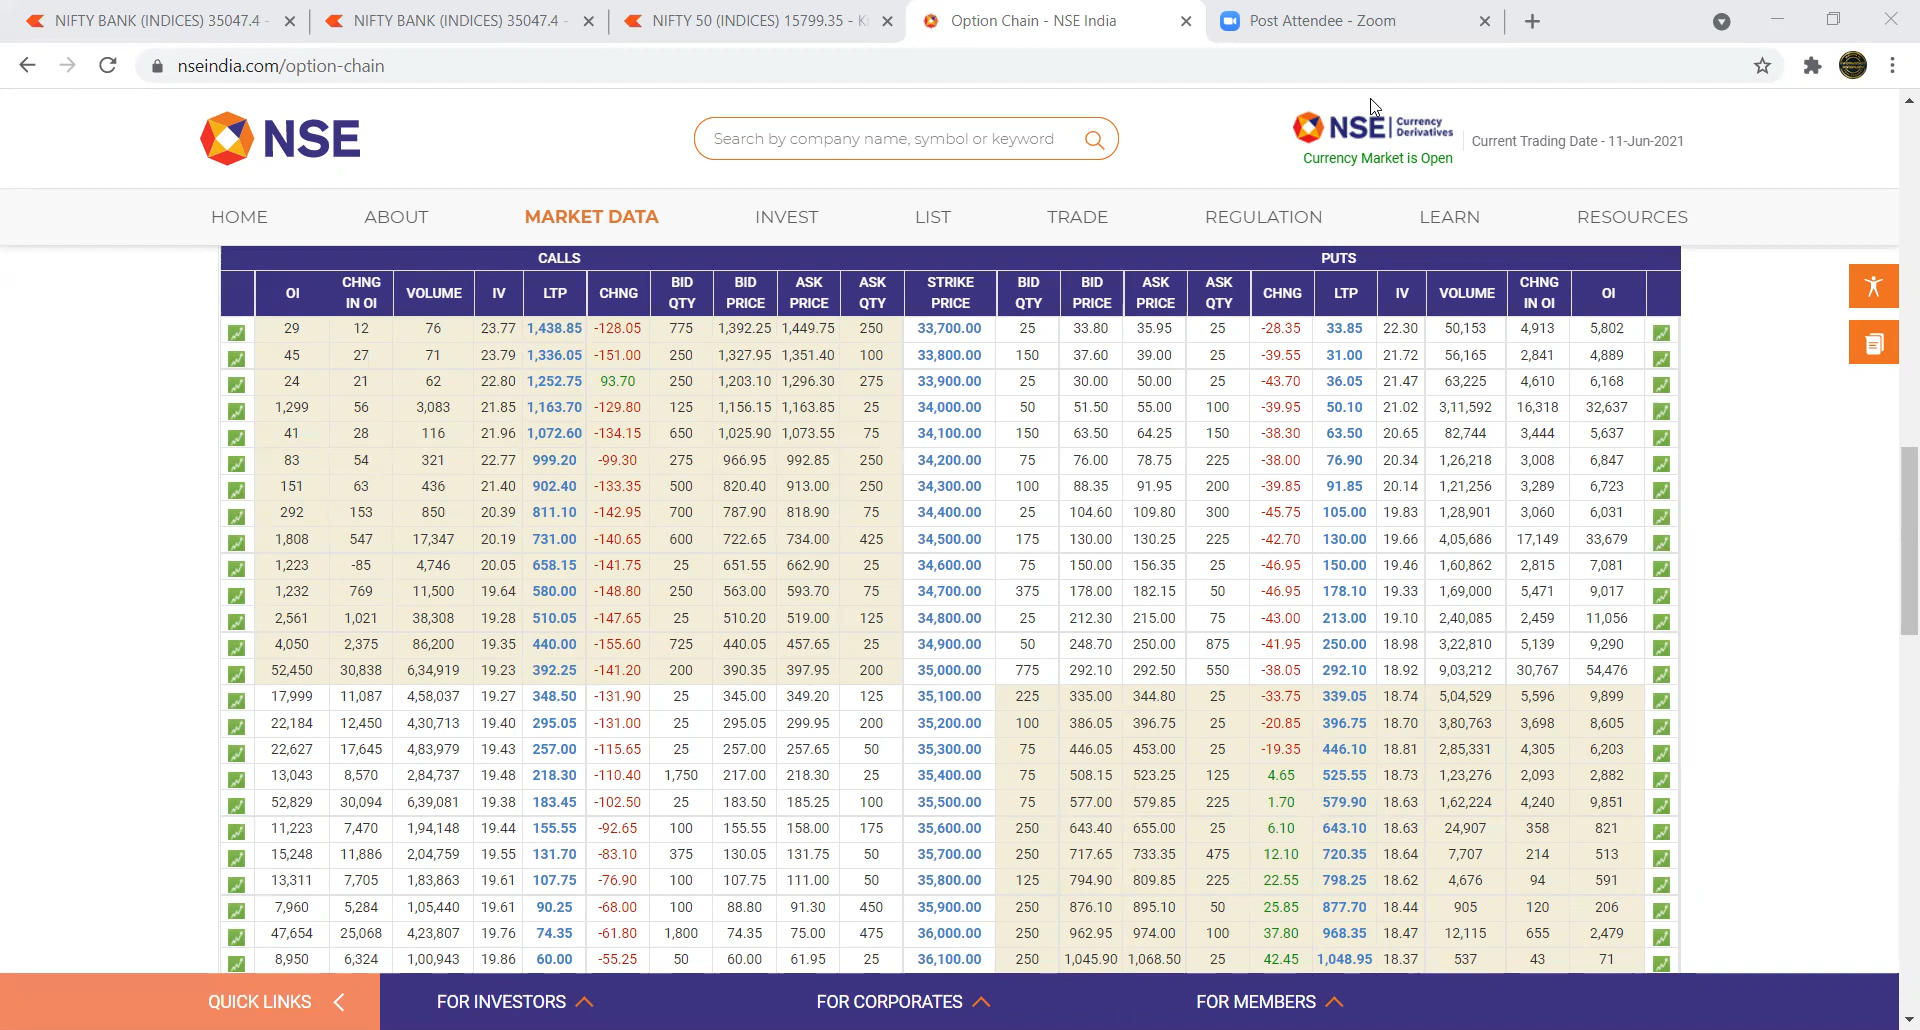 NIFTY BANK (INDICES) 35047.4 - NIFTY BANK (INDICES) 35047.4 - NIFTY 50 (INDICES) 15799.35 - Ki Option Chain - NSE India Post Attendee - Zoom
nseindia.com/option-chain
NSE Search by company name, symbol or keyword NSE Currency Derivatives Current Trading Date - 11-Jun-2021
Currency Market is Open
HOME ABOUT MARKET DATA INVEST LIST TRADE REGULATION LEARN RESOURCES
CALLS PUTS
OI CHNG IN OI VOLUME IV LTP CHNG BID QTY BID PRICE ASK PRICE ASK QTY STRIKE PRICE BID QTY BID PRICE ASK PRICE ASK QTY CHNG LTP IV VOLUME CHNG IN OI OI
29 12 76 23.77 1,438.85 -128.05 775 1,392.25 1,449.75 250 33,700.00 25 33.80 35.95 25 -28.35 33.85 22.30 50,153 4,913 5,802
45 27 71 23.79 1,336.05 -151.00 250 1,327.95 1,351.40 100 33,800.00 150 37.60 39.00 25 -39.55 31.00 21.72 56,165 2,841 4,889
24 21 62 22.80 1,252.75 93.70 250 1,203.10 1,296.30 275 33,900.00 25 30.00 50.00 25 -43.70 36.05 21.47 63,225 4,610 6,168
1,299 56 3,083 21.85 1,163.70 -129.80 125 1,156.15 1,163.85 25 34,000.00 50 51.50 55.00 100 -39.95 50.10 21.02 3,11,592 16,318 32,637
41 28 116 21.96 1,072.60 -134.15 650 1,025.90 1,073.55 75 34,100.00 150 63.50 64.25 150 -38.30 63.50 20.65 82,744 3,444 5,637
83 54 321 22.77 999.20 -99.30 275 966.95 992.85 250 34,200.00 75 76.00 78.75 225 -38.00 76.90 20.34 1,26,218 3,008 6,847
151 63 436 21.40 902.40 -133.35 500 820.40 913.00 250 34,300.00 100 88.35 91.95 200 -39.85 91.85 20.14 1,21,256 3,289 6,723
292 153 850 20.39 811.10 -142.95 700 787.90 818.90 75 34,400.00 25 104.60 109.80 300 -45.75 105.00 19.83 1,28,901 3,060 6,031
1,808 547 17,347 20.19 731.00 -140.65 600 722.65 734.00 425 34,500.00 175 130.00 130.25 225 -42.70 130.00 19.66 4,05,686 17,149 33,679
1,223 -85 4,746 20.05 658.15 -141.75 25 651.55 662.90 25 34,600.00 75 150.00 156.35 25 -46.95 150.00 19.46 1,60,862 2,815 7,081
1,232 769 11,500 19.64 580.00 -148.80 250 563.00 593.70 75 34,700.00 375 178.00 182.15 50 -46.95 178.10 19.33 1,69,000 5,471 9,017
2,561 1,021 38,308 19.28 510.05 -147.65 25 510.20 519.00 125 34,800.00 25 212.30 215.00 75 -43.00 213.00 19.10 2,40,085 2,459 11,056
4,050 2,375 86,200 19.35 440.00 -155.60 725 440.05 457.65 25 34,900.00 50 248.70 250.00 875 -41.95 250.00 18.98 3,22,810 5,139 9,290
52,450 30,838 6,34,919 19.23 392.25 -141.20 200 390.35 397.95 200 35,000.00 775 292.10 292.50 550 -38.05 292.10 18.92 9,03,212 30,767 54,476
17,999 11,087 4,58,037 19.27 348.50 -131.90 25 345.00 349.20 125 35,100.00 225 335.00 344.80 25 -33.75 339.05 18.74 5,04,529 5,596 9,899
22,184 12,450 4,30,713 19.40 295.05 -131.00 25 295.05 299.95 200 35,200.00 100 386.05 396.75 25 -20.85 396.75 18.70 3,80,763 3,698 8,605
22,627 17,645 4,83,979 19.43 257.00 -115.65 25 257.00 257.65 50 35,300.00 75 446.05 453.00 25 -19.35 446.10 18.81 2,85,331 4,305 6,203
13,043 8,570 2,84,737 19.48 218.30 -110.40 1,750 217.00 218.30 25 35,400.00 75 508.15 523.25 125 4.65 525.55 18.73 1,23,276 2,093 2,882
52,829 30,094 6,39,081 19.38 183.45 -102.50 25 183.50 185.25 100 35,500.00 75 577.00 579.85 225 1.70 579.90 18.63 1,62,224 4,240 9,851
11,223 7,470 1,94,148 19.44 155.55 -92.65 100 155.55 158.00 175 35,600.00 250 643.40 655.00 25 6.10 643.10 18.63 24,907 358 821
15,248 11,886 2,04,759 19.55 131.70 -83.10 375 130.05 131.75 50 35,700.00 250 717.65 733.35 475 12.10 720.35 18.64 7,707 214 513
13,311 7,705 1,83,863 19.61 107.75 -76.90 100 107.75 111.00 50 35,800.00 125 794.90 809.85 225 22.55 798.25 18.62 4,676 94 591
7,960 5,284 1,05,440 19.61 90.25 -68.00 100 88.80 91.30 450 35,900.00 250 876.10 895.10 50 25.85 877.70 18.44 905 120 206
47,654 25,068 4,23,807 19.76 74.35 -61.80 1,800 74.35 75.00 475 36,000.00 250 962.95 974.00 100 37.80 968.35 18.47 12,115 655 2,479
8,950 6,324 1,00,943 19.86 60.00 -55.25 50 60.00 61.95 25 36,100.00 250 1,045.90 1,068.50 25 42.45 1,048.95 18.37 537 43 71
QUICK LINKS FOR INVESTORS FOR CORPORATES FOR MEMBERS